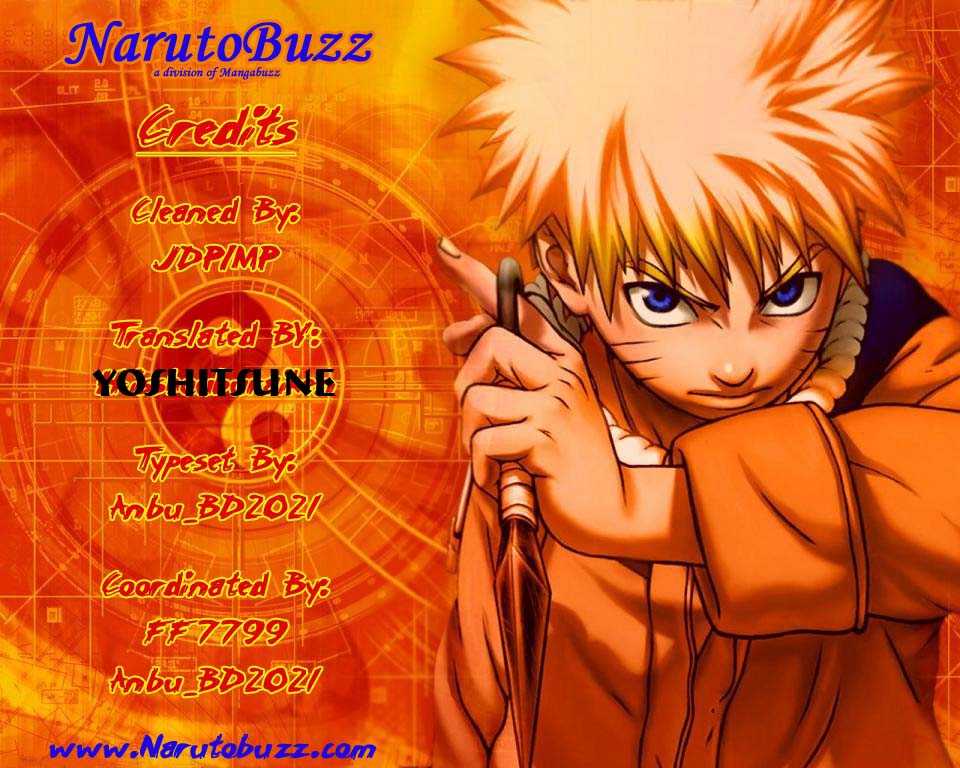 NarutoBuzz
a division of Mangabuzz
Credits
Cleaned By:
JDP/MP
Translated BY:
YOSHITSUNE
Typeset By:
Anbu_BD2021
Coordinated By:
FF7799
Anbu_BD2021
www.Narutobuzz.com